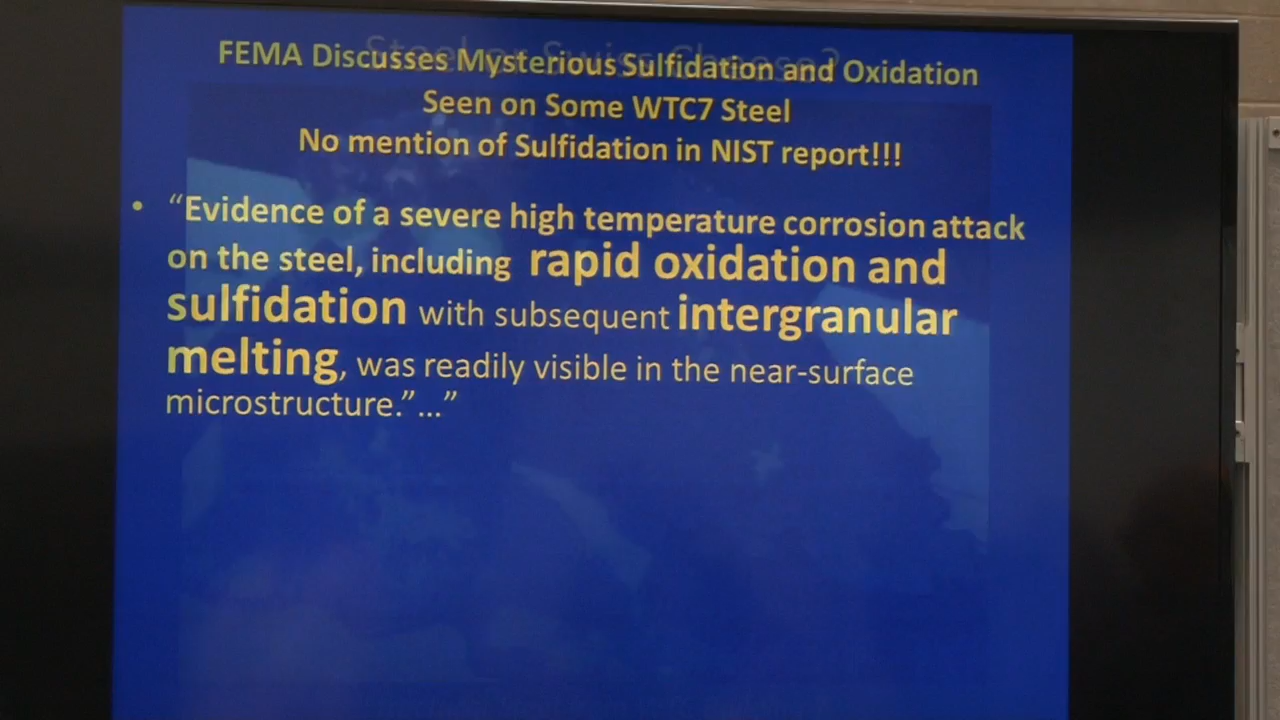 FEMA Discusses Mysterious Sulfidation and Oxidation
Seen on Some WTC7 Steel
No mention of Sulfidation in NIST report!!!
• “Evidence of a severe high temperature corrosion attack
on the steel, including rapid oxidation and
sulfidation with subsequent intergranular
melting, was readily visible in the near-surface
microstructure.”…”